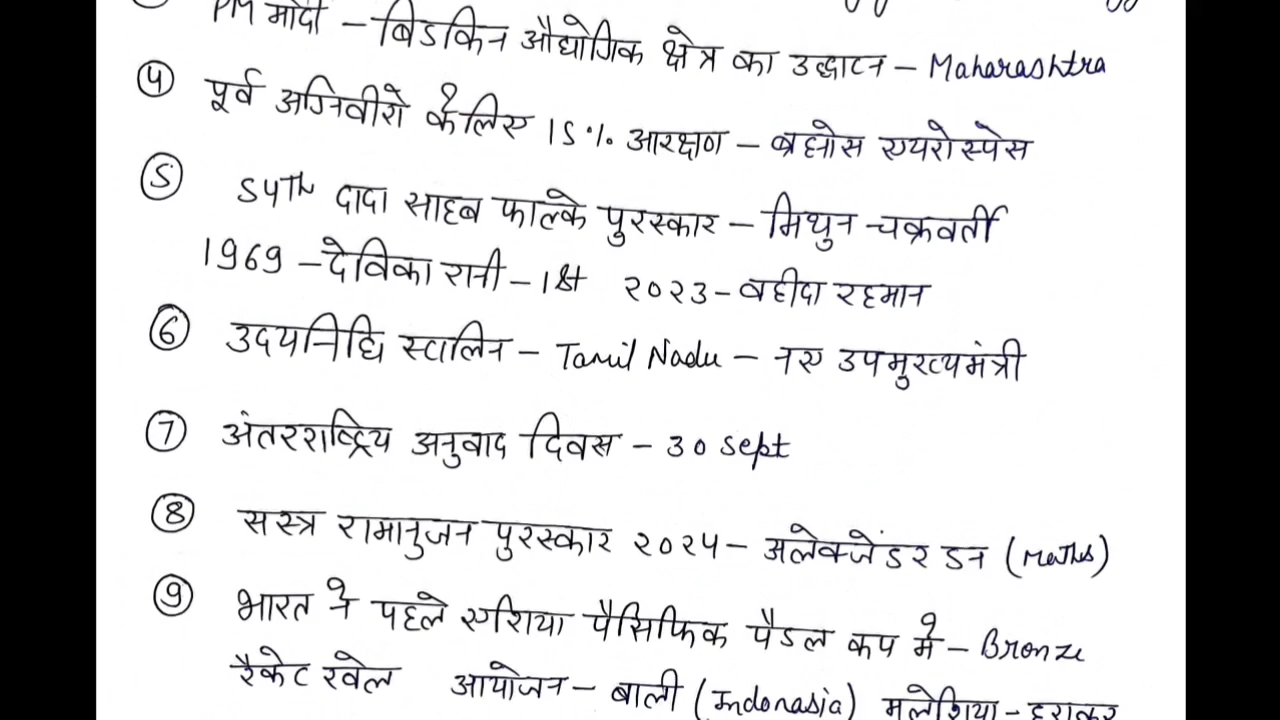 PM मोदी – बिडकिन औद्योगिक क्षेत्र का उद्घाटन – Maharashtra
④ पूर्व अग्निवीरों के लिए 15% आरक्षण – ब्रह्मोस एयरोस्पेस
⑤ 54Th दादा साहब फाल्के पुरस्कार – मिथुन चक्रवर्ती
1969 – देविका रानी – 1st 2023 – वहीदा रहमान
⑥ उदयनिधि स्टालिन – Tamil Nadu – नए उपमुख्यमंत्री
⑦ अंतरराष्ट्रिय अनुवाद दिवस – 30 Sept
⑧ सस्त्र रामानुजन पुरस्कार 2024 – अलेक्जेंडर डन (Maths)
⑨ भारत ने पहले एशिया पैसिफिक पैडल कप मे – Bronze
रैकेट खेल आयोजन – बाली (Indonasia) मलेशिया – हराकर